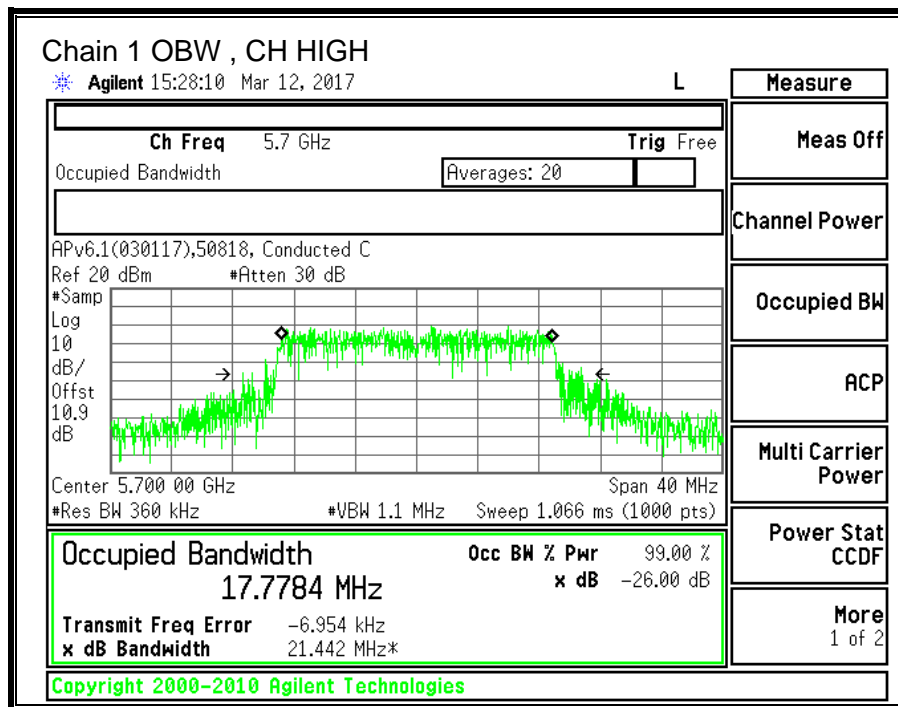 Chain 1 OBW , CH HIGH
Agilent 15:28:10 Mar 12, 2017 L
Measure
Ch Freq 5.7 GHz Trig Free
Meas Off
Occupied Bandwidth Averages: 20
Channel Power
APv6.1(030117),50818, Conducted C
Ref 20 dBm #Atten 30 dB
#Samp
Log
10
dB/
Offst
10.9
dB
Occupied BW
ACP
Multi Carrier
Power
Center 5.700 00 GHz Span 40 MHz
#Res BW 360 kHz #VBW 1.1 MHz Sweep 1.066 ms (1000 pts)
Power Stat
CCDF
Occupied Bandwidth Occ BW % Pwr 99.00 %
17.7784 MHz x dB -26.00 dB
Transmit Freq Error -6.954 kHz
x dB Bandwidth 21.442 MHz*
More
1 of 2
Copyright 2000-2010 Agilent Technologies